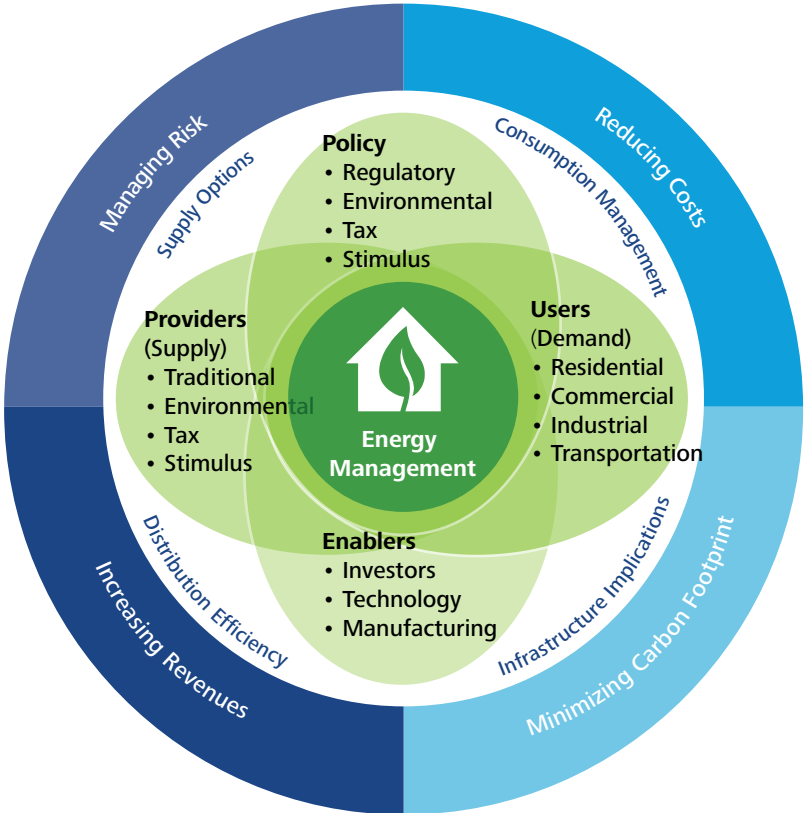 Managing Risk
Reducing Costs
Supply Options
Consumption Management
Policy
• Regulatory
• Environmental
• Tax
• Stimulus
Providers
(Supply)
• Traditional
• Environmental
• Tax
• Stimulus
Energy
Management
Users
(Demand)
• Residential
• Commercial
• Industrial
• Transportation
Enablers
• Investors
• Technology
• Manufacturing
Distribution Efficiency
Infrastructure Implications
Increasing Revenues
Minimizing Carbon Footprint